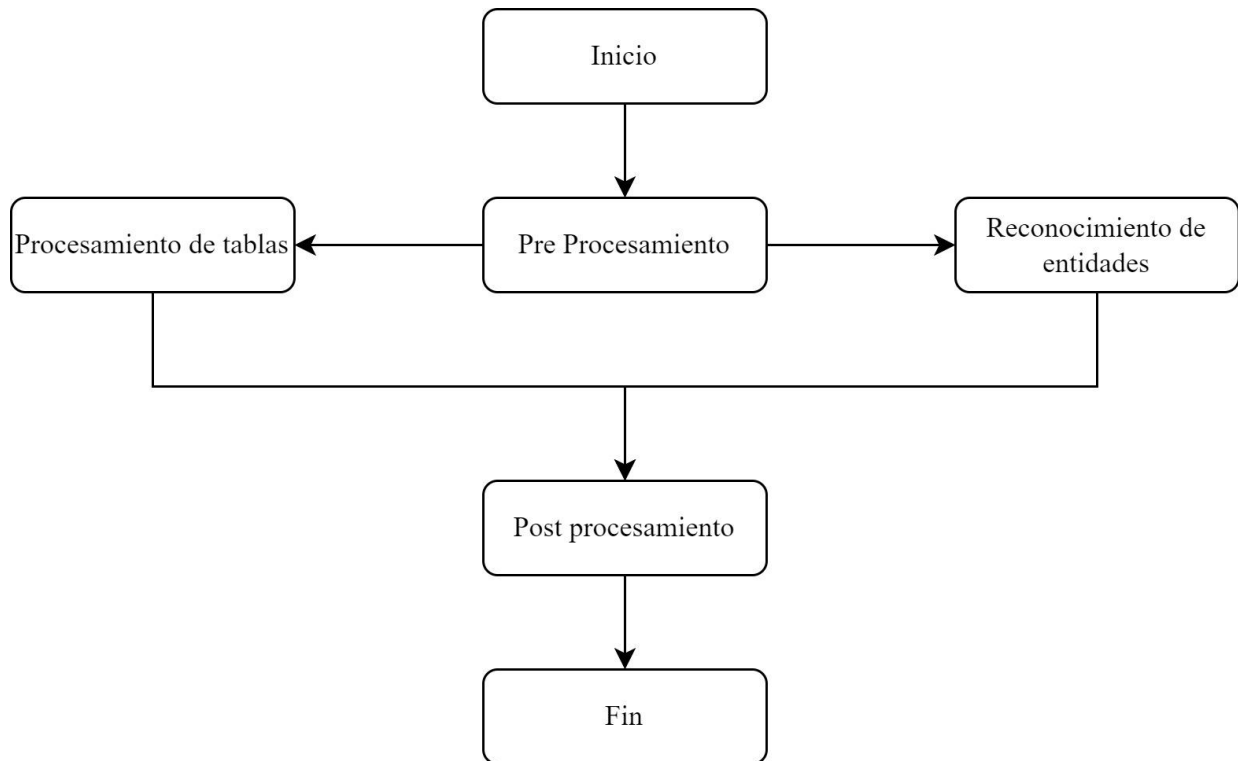 Inicio
Procesamiento de tablas
Pre Procesamiento
Reconocimiento de
entidades
Post procesamiento
Fin